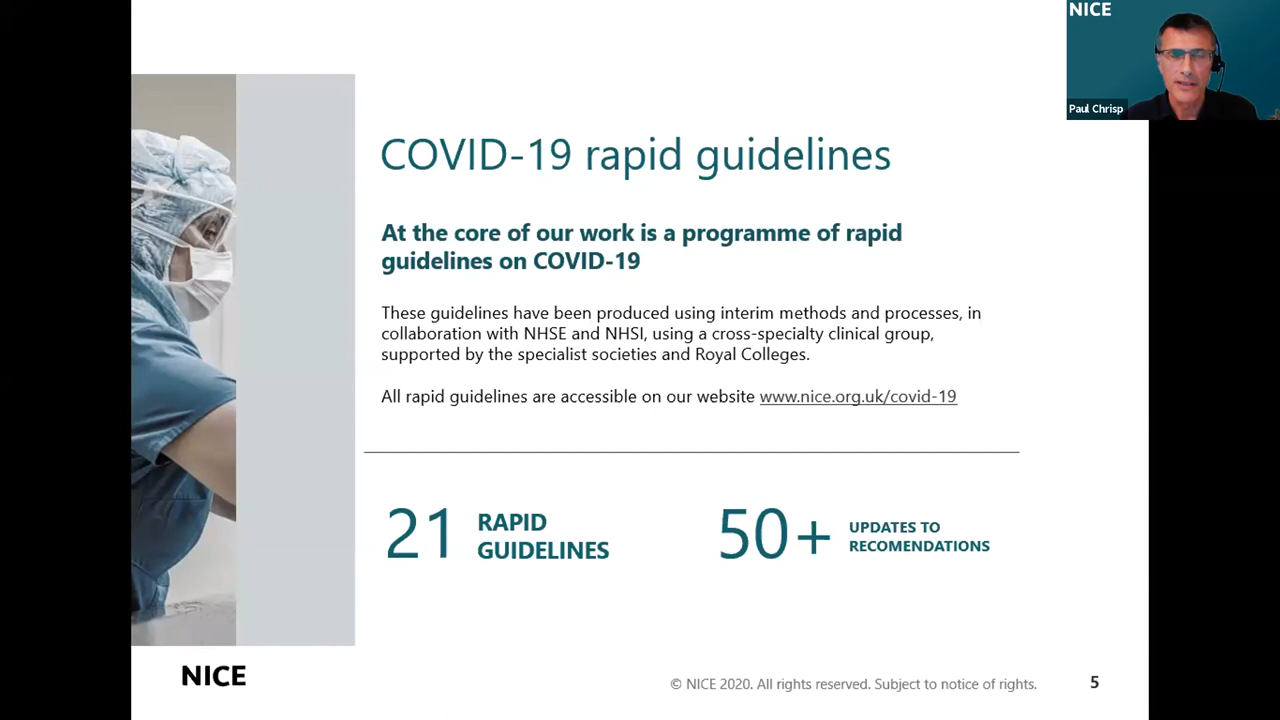 NICE
Paul Chrisp
COVID-19 rapid guidelines
At the core of our work is a programme of rapid
guidelines on COVID-19
These guidelines have been produced using interim methods and processes, in
collaboration with NHSE and NHSI, using a cross-specialty clinical group,
supported by the specialist societies and Royal Colleges.
All rapid guidelines are accessible on our website www.nice.org.uk/covid-19
21 RAPID
GUIDELINES
50+ UPDATES TO
RECOMENDATIONS
NICE
© NICE 2020. All rights reserved. Subject to notice of rights.
5